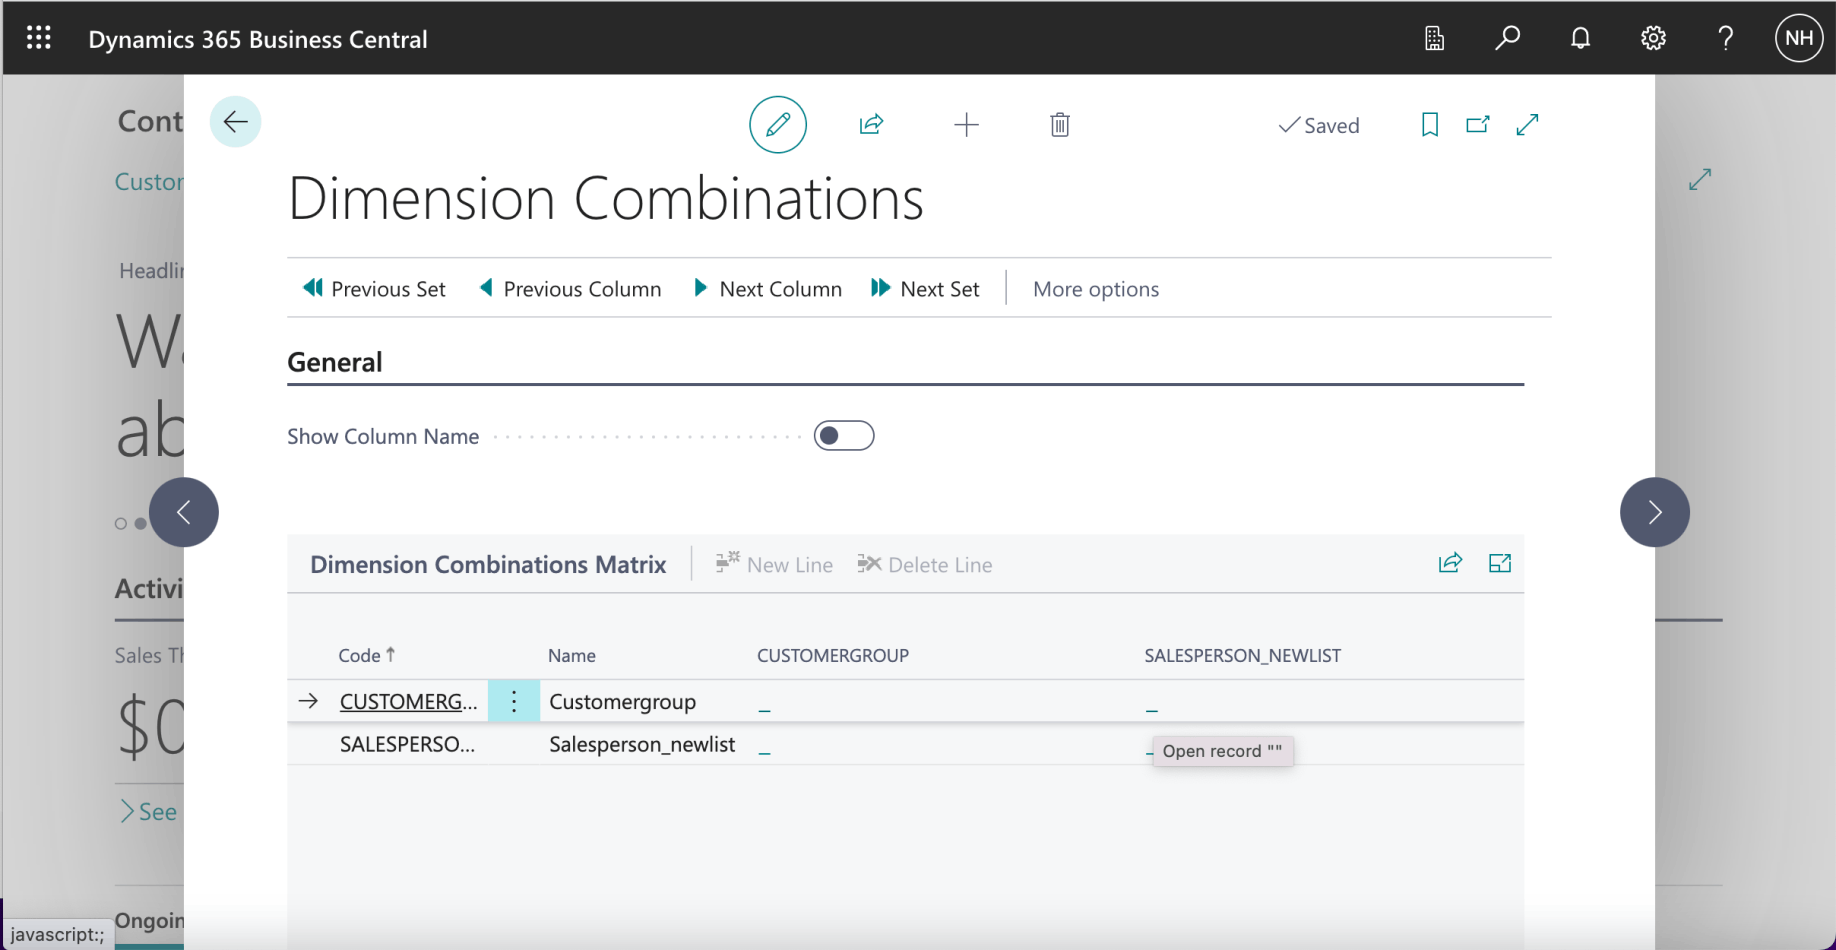 Dynamics 365 Business Central
NH
Cont
Saved
Custor
Dimension Combinations
Headlin
Previous Set
Previous Column
Next Column
Next Set
More options
General
Wa
ab
Show Column Name
Dimension Combinations Matrix
New Line
Delete Line
Activi
Code ↑
Name
CUSTOMERGROUP
SALESPERSON_NEWLIST
Sales Th
→ CUSTOMERG...
Customergroup
_
_
$0
SALESPERSO...
Salesperson_newlist
_
_
Open record ""
See
Ongoin
javascript:;